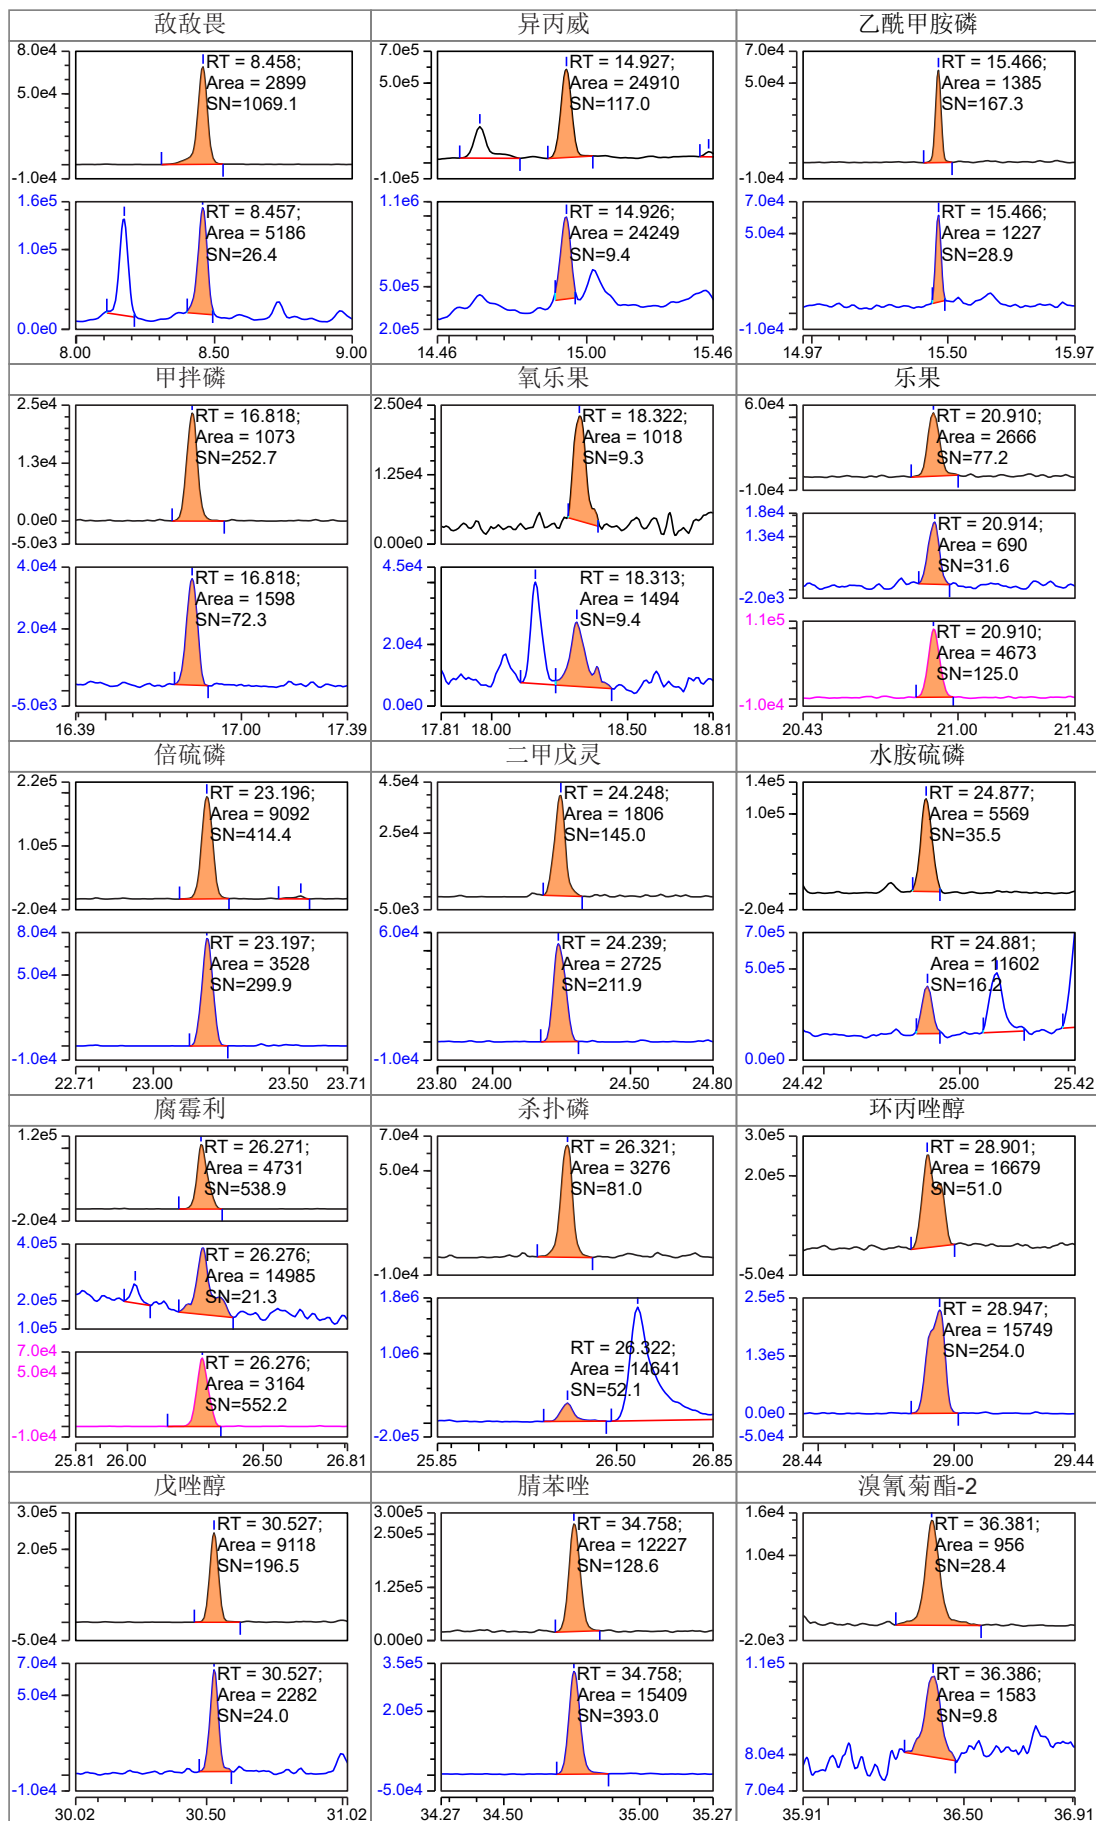 敌敌畏
8.0e4
5.0e4
-1.0e4
RT = 8.458;
Area = 2899
SN=1069.1
1.6e5
1.0e5
0.0e0
RT = 8.457;
Area = 5186
SN=26.4
8.00 8.50 9.00
异丙威
7.0e5
5.0e5
-1.0e4
RT = 14.927;
Area = 24910
SN=117.0
1.1e6
5.0e5
2.0e5
RT = 14.926;
Area = 24249
SN=9.4
14.46 15.00 15.46
乙酰甲胺磷
7.0e4
5.0e4
-1.0e4
RT = 15.466;
Area = 1385
SN=167.3
7.0e4
5.0e4
-1.0e4
RT = 15.466;
Area = 1227
SN=28.9
14.97 15.50 15.97
甲拌磷
2.5e4
1.3e4
0.0e0
-5.0e3
RT = 16.818;
Area = 1073
SN=252.7
4.0e4
2.0e4
-5.0e3
RT = 16.818;
Area = 1598
SN=72.3
16.39 17.00 17.39
氧乐果
2.50e4
1.25e4
0.00e0
RT = 18.322;
Area = 1018
SN=9.3
4.5e4
2.0e4
0.0e0
RT = 18.313;
Area = 1494
SN=9.4
17.81 18.00 18.50 18.81
乐果
6.0e4
-1.0e4
RT = 20.910;
Area = 2666
SN=77.2
1.8e4
1.3e4
-2.0e3
RT = 20.914;
Area = 690
SN=31.6
1.1e5
-1.0e4
RT = 20.910;
Area = 4673
SN=125.0
20.43 21.00 21.43
倍硫磷
2.2e5
1.0e5
-2.0e4
RT = 23.196;
Area = 9092
SN=414.4
8.0e4
5.0e4
-1.0e4
RT = 23.197;
Area = 3528
SN=299.9
22.71 23.00 23.50 23.71
二甲戊灵
4.5e4
2.5e4
-5.0e3
RT = 24.248;
Area = 1806
SN=145.0
6.0e4
-1.0e4
RT = 24.239;
Area = 2725
SN=211.9
23.80 24.00 24.50 24.80
水胺硫磷
1.4e5
1.0e5
-2.0e4
RT = 24.877;
Area = 5569
SN=35.5
7.0e5
5.0e5
0.0e0
RT = 24.881;
Area = 11602
SN=16.2
24.42 25.00 25.42
腐霉利
1.2e5
-2.0e4
RT = 26.271;
Area = 4731
SN=538.9
4.0e5
2.0e5
1.0e5
RT = 26.276;
Area = 14985
SN=21.3
7.0e4
5.0e4
-1.0e4
RT = 26.276;
Area = 3164
SN=552.2
25.81 26.00 26.50 26.81
杀扑磷
7.0e4
5.0e4
-1.0e4
RT = 26.321;
Area = 3276
SN=81.0
1.8e6
1.0e6
-2.0e5
RT = 26.322;
Area = 14641
SN=52.1
25.85 26.50 26.85
环丙唑醇
3.0e5
2.0e5
-5.0e4
RT = 28.901;
Area = 16679
SN=51.0
2.5e5
1.3e5
0.0e0
-5.0e4
RT = 28.947;
Area = 15749
SN=254.0
28.44 29.00 29.44
戊唑醇
3.0e5
2.0e5
-5.0e4
RT = 30.527;
Area = 9118
SN=196.5
7.0e4
5.0e4
-1.0e4
RT = 30.527;
Area = 2282
SN=24.0
30.02 30.50 31.02
腈苯唑
3.00e5
2.50e5
1.25e5
0.00e0
RT = 34.758;
Area = 12227
SN=128.6
3.5e5
2.0e5
-5.0e4
RT = 34.758;
Area = 15409
SN=393.0
34.27 34.50 35.00 35.27
溴氰菊酯-2
1.6e4
1.0e4
-2.0e3
RT = 36.381;
Area = 956
SN=28.4
1.1e5
8.0e4
7.0e4
RT = 36.386;
Area = 1583
SN=9.8
35.91 36.50 36.91